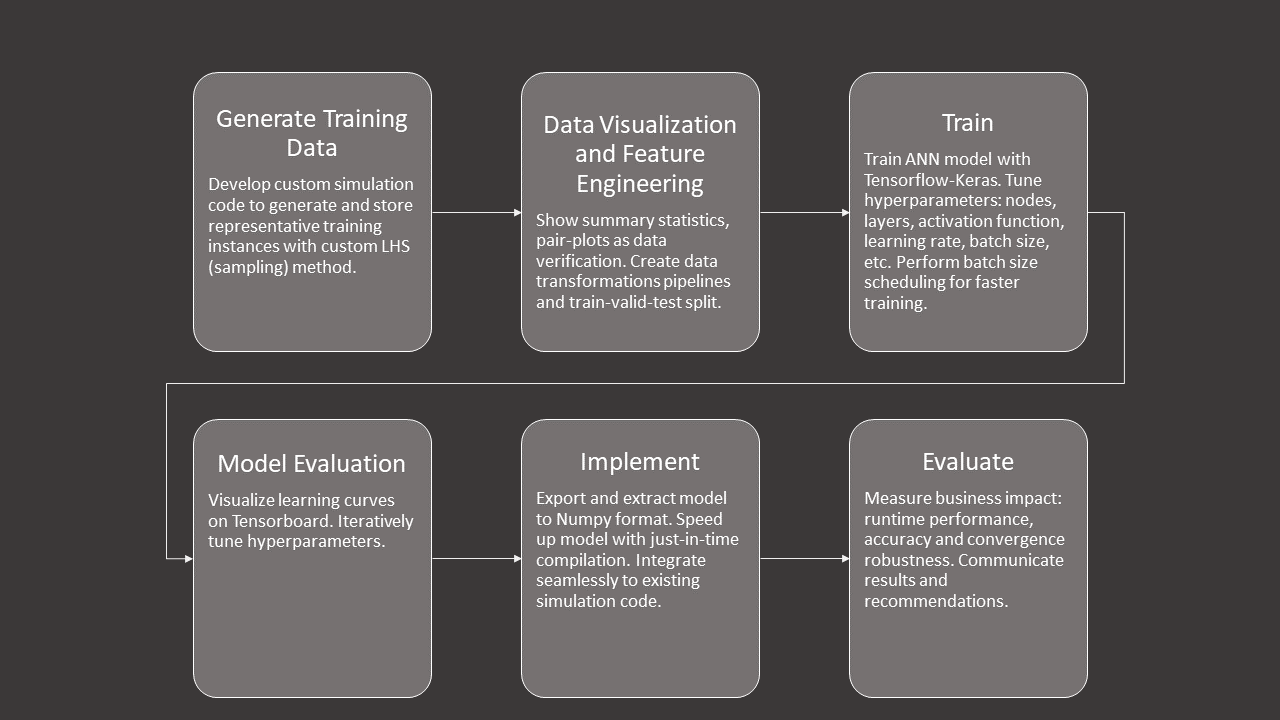 Generate Training
Data
Develop custom simulation
code to generate and store
representative training
instances with custom LHS
(sampling) method.
Data Visualization
and Feature
Engineering
Show summary statistics,
pair-plots as data
verification. Create data
transformations pipelines
and train-valid-test split.
Train
Train ANN model with
Tensorflow-Keras. Tune
hyperparameters: nodes,
layers, activation function,
learning rate, batch size,
etc. Perform batch size
scheduling for faster
training.
Model Evaluation
Visualize learning curves
on Tensorboard. Iteratively
tune hyperparameters.
Implement
Export and extract model
to Numpy format. Speed
up model with just-in-time
compilation. Integrate
seamlessly to existing
simulation code.
Evaluate
Measure business impact:
runtime performance,
accuracy and convergence
robustness. Communicate
results and
recommendations.